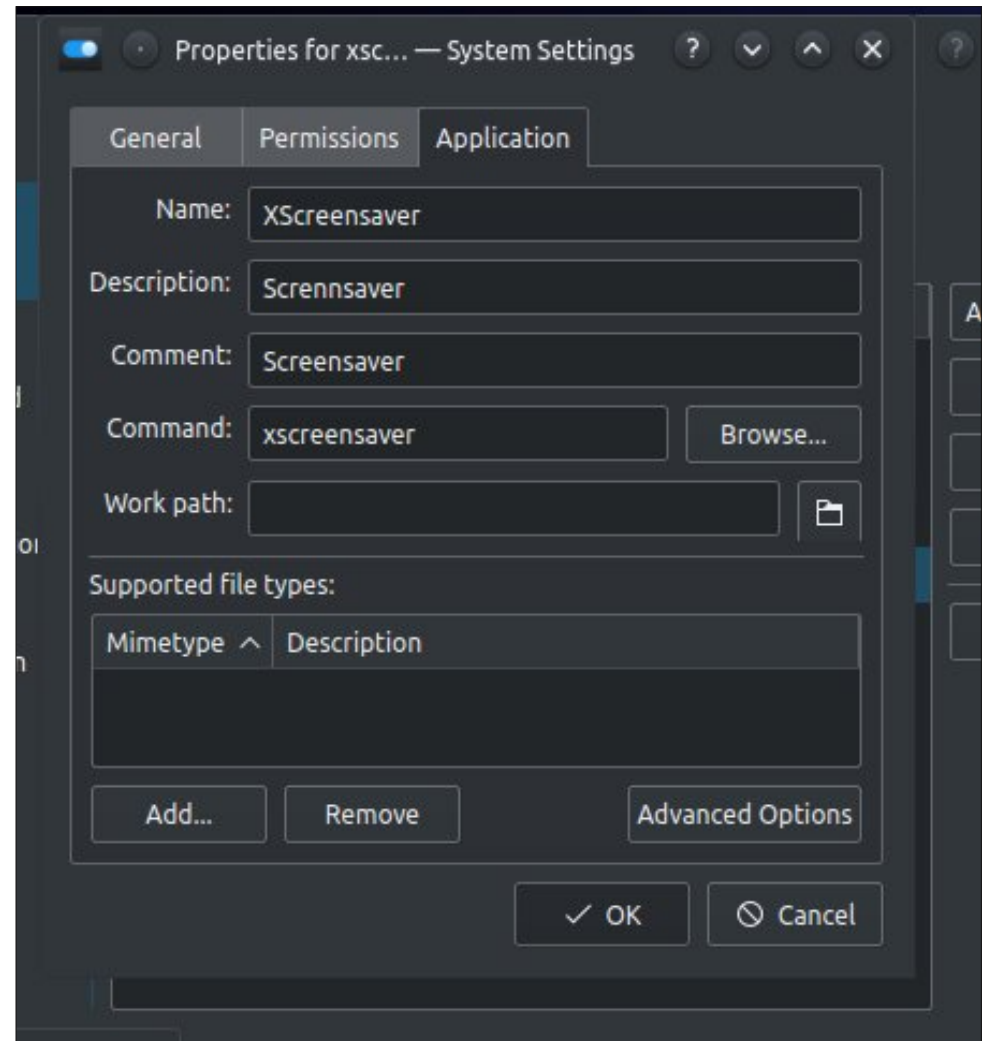 Properties for xsc... — System Settings
General Permissions Application
Name: XScreensaver
Description: Scrennsaver
Comment: Screensaver
Command: xscreensaver Browse...
Work path:
Supported file types:
Mimetype Description
Add... Remove Advanced Options
OK Cancel